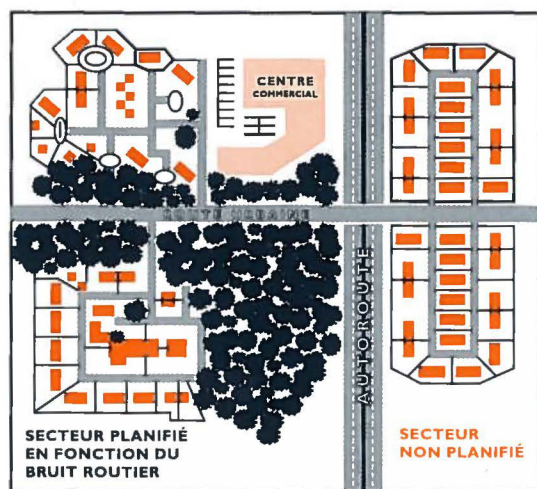 CENTRE
COMMERCIAL
ROUTE URBAINE
AUTOROUTE
SECTEUR PLANIFIÉ
EN FONCTION DU
BRUIT ROUTIER
SECTEUR
NON PLANIFIÉ